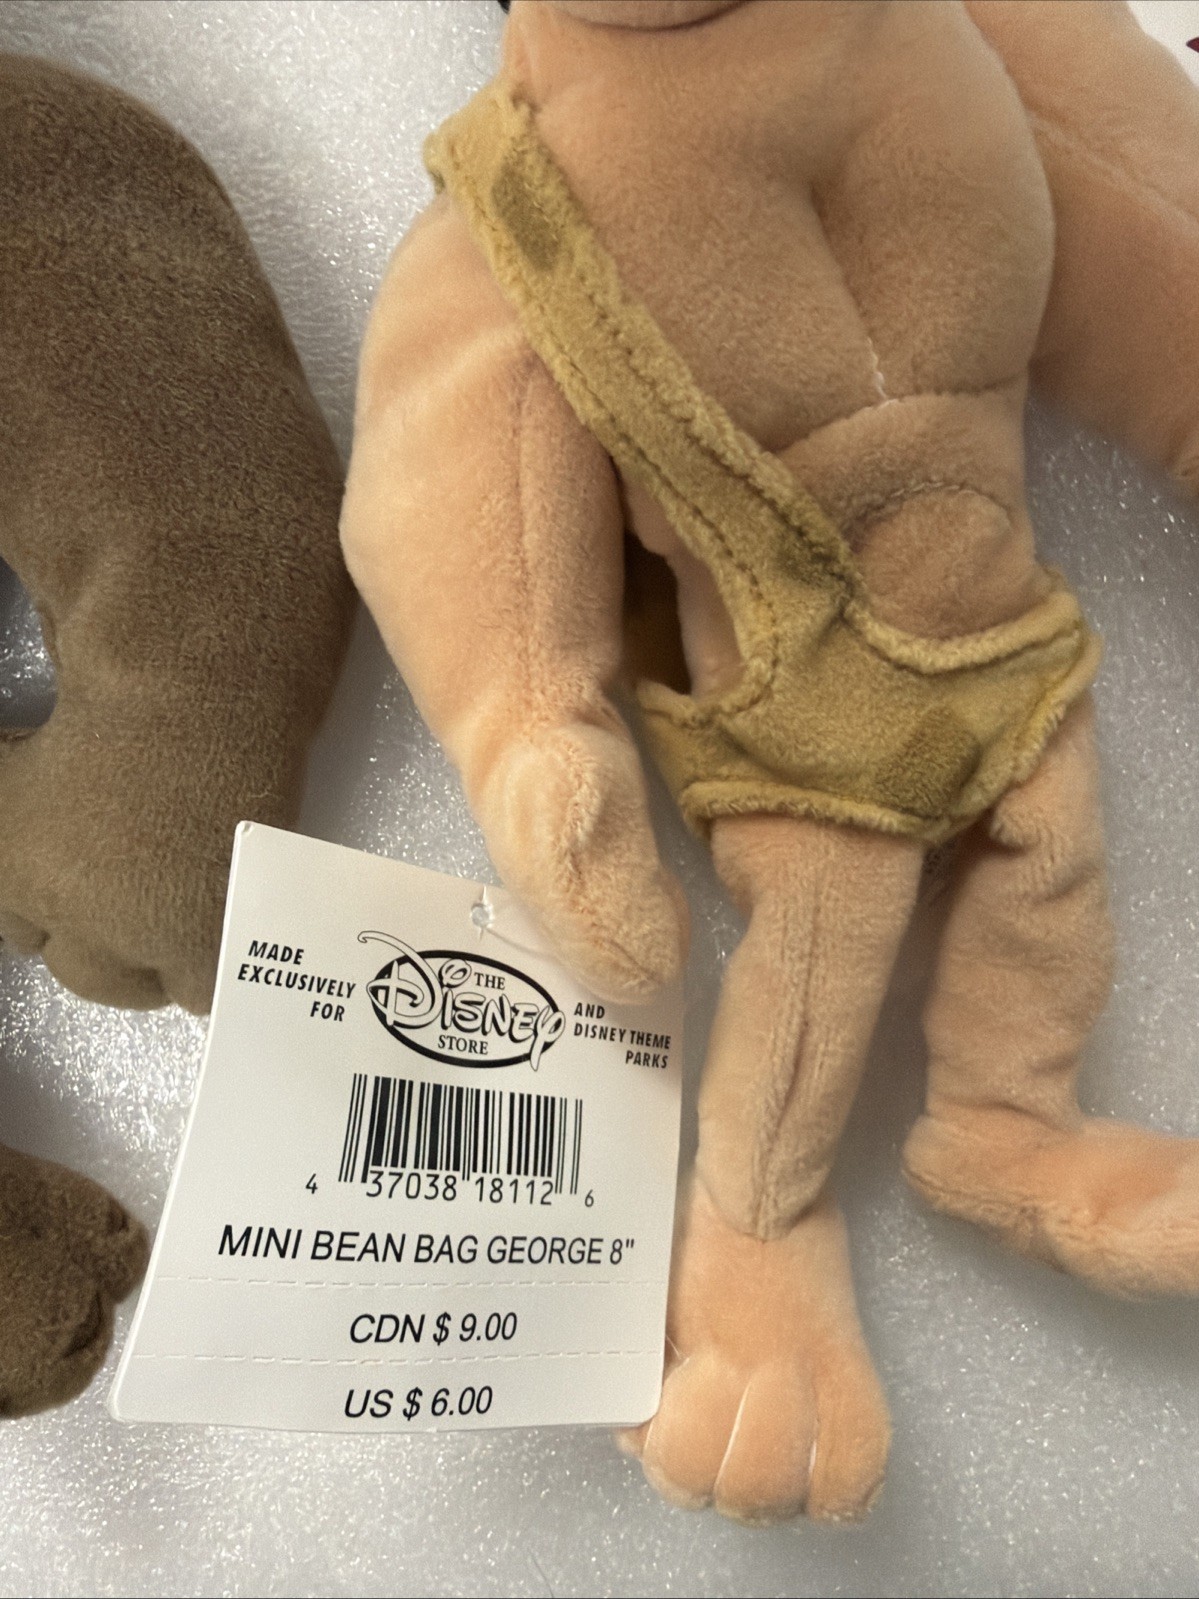 MADE
EXCLUSIVELY
FOR
THE
DISNEY
STORE
AND
DISNEY THEME
PARKS
4 37038 18112 6
MINI BEAN BAG GEORGE 8"
CDN $ 9.00
US $ 6.00